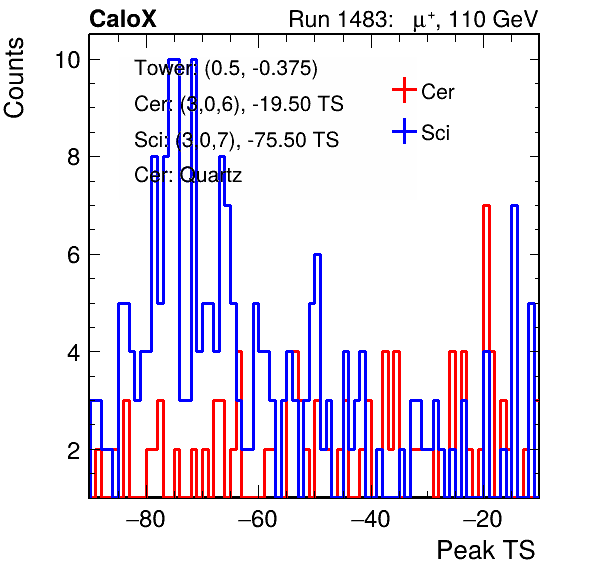 CaloX Run 1483: μ⁺, 110 GeV
Counts
Tower: (0.5, -0.375)
Cer: (3,0,6), -19.50 TS
Sci: (3,0,7), -75.50 TS
Cer: Quartz
Cer
Sci
10
8
6
4
2
−80 −60 −40 −20
Peak TS